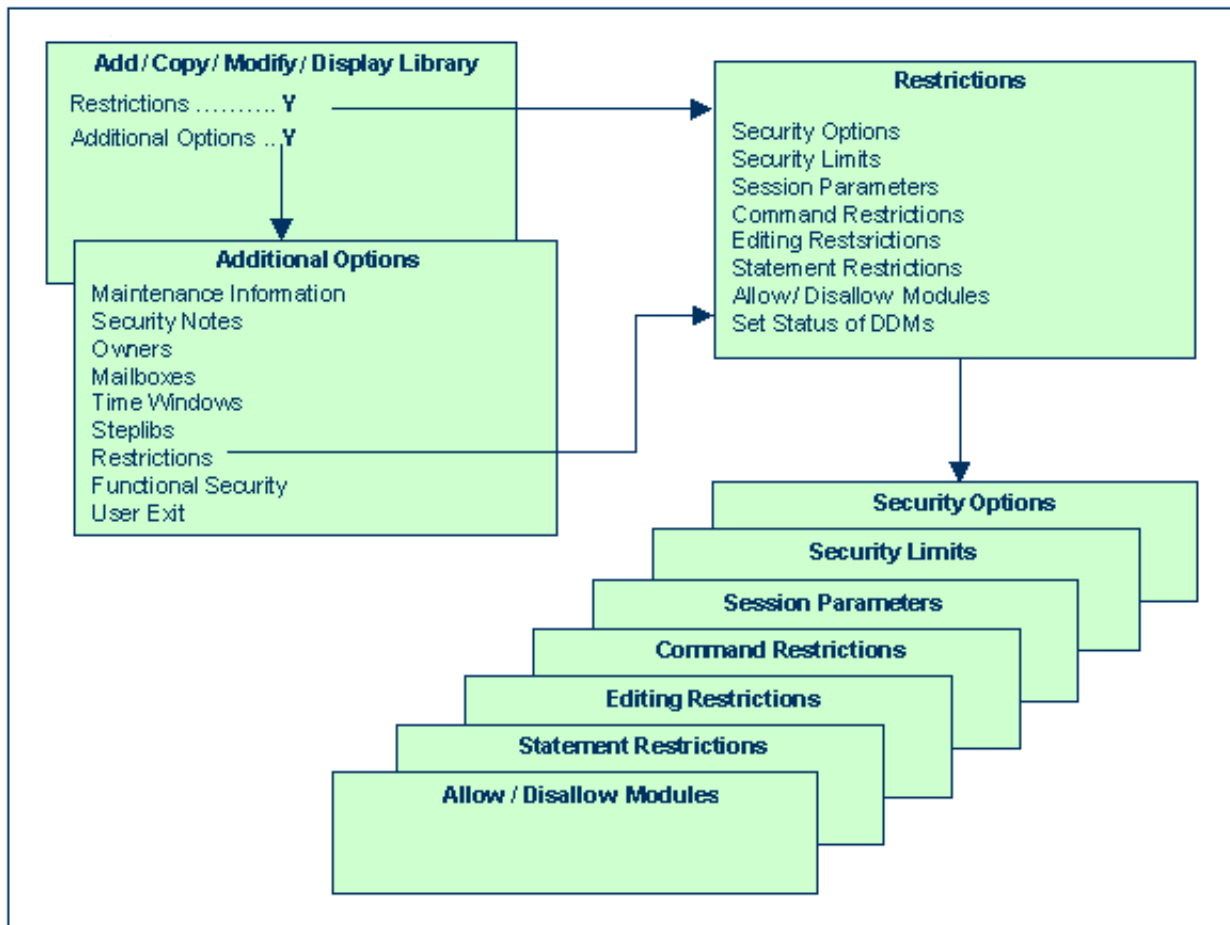 Add / Copy / Modify / Display Library
Restrictions .......... Y
Additional Options .. Y
Additional Options
Maintenance Information
Security Notes
Owners
Mailboxes
Time Windows
Steplibs
Restrictions
Functional Security
User Exit
Restrictions
Security Options
Security Limits
Session Parameters
Command Restrictions
Editing Restsrictions
Statement Restrictions
Allow / Disallow Modules
Set Status of DDMs
Security Options
Security Limits
Session Parameters
Command Restrictions
Editing Restrictions
Statement Restrictions
Allow / Disallow Modules